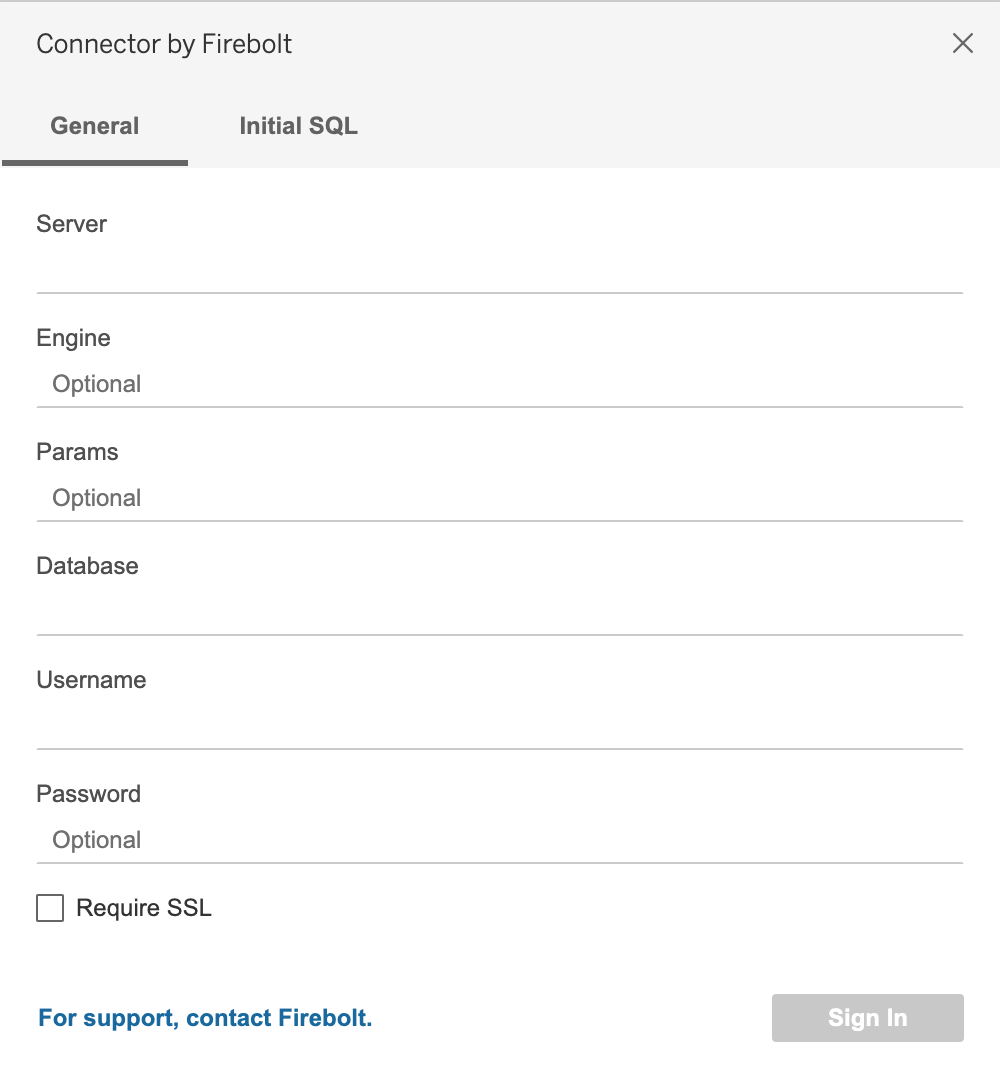 Connector by Firebolt
General Initial SQL
Server
Engine
Optional
Params
Optional
Database
Username
Password
Optional
Require SSL
For support, contact Firebolt. Sign In